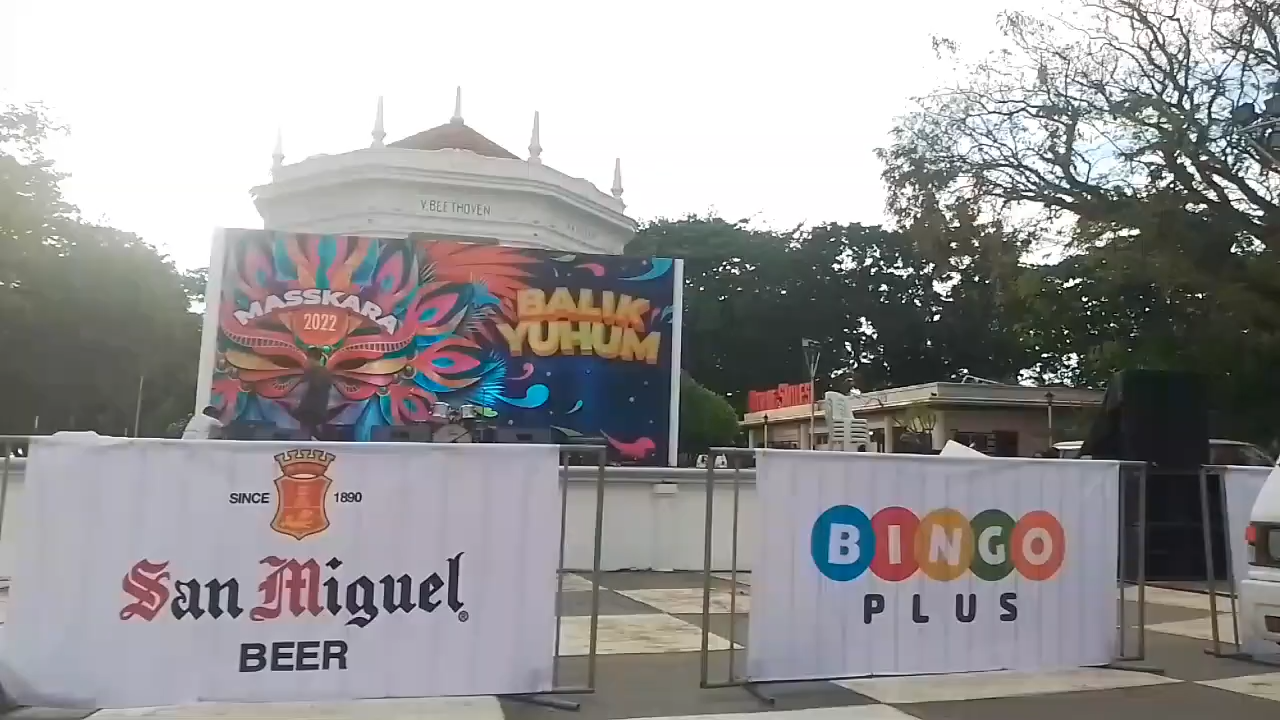 V.BEETHOVEN
MASSKARA
2022
BALIK
YUHUM
SINCE 1890
San Miguel®
BEER
BINGO
PLUS